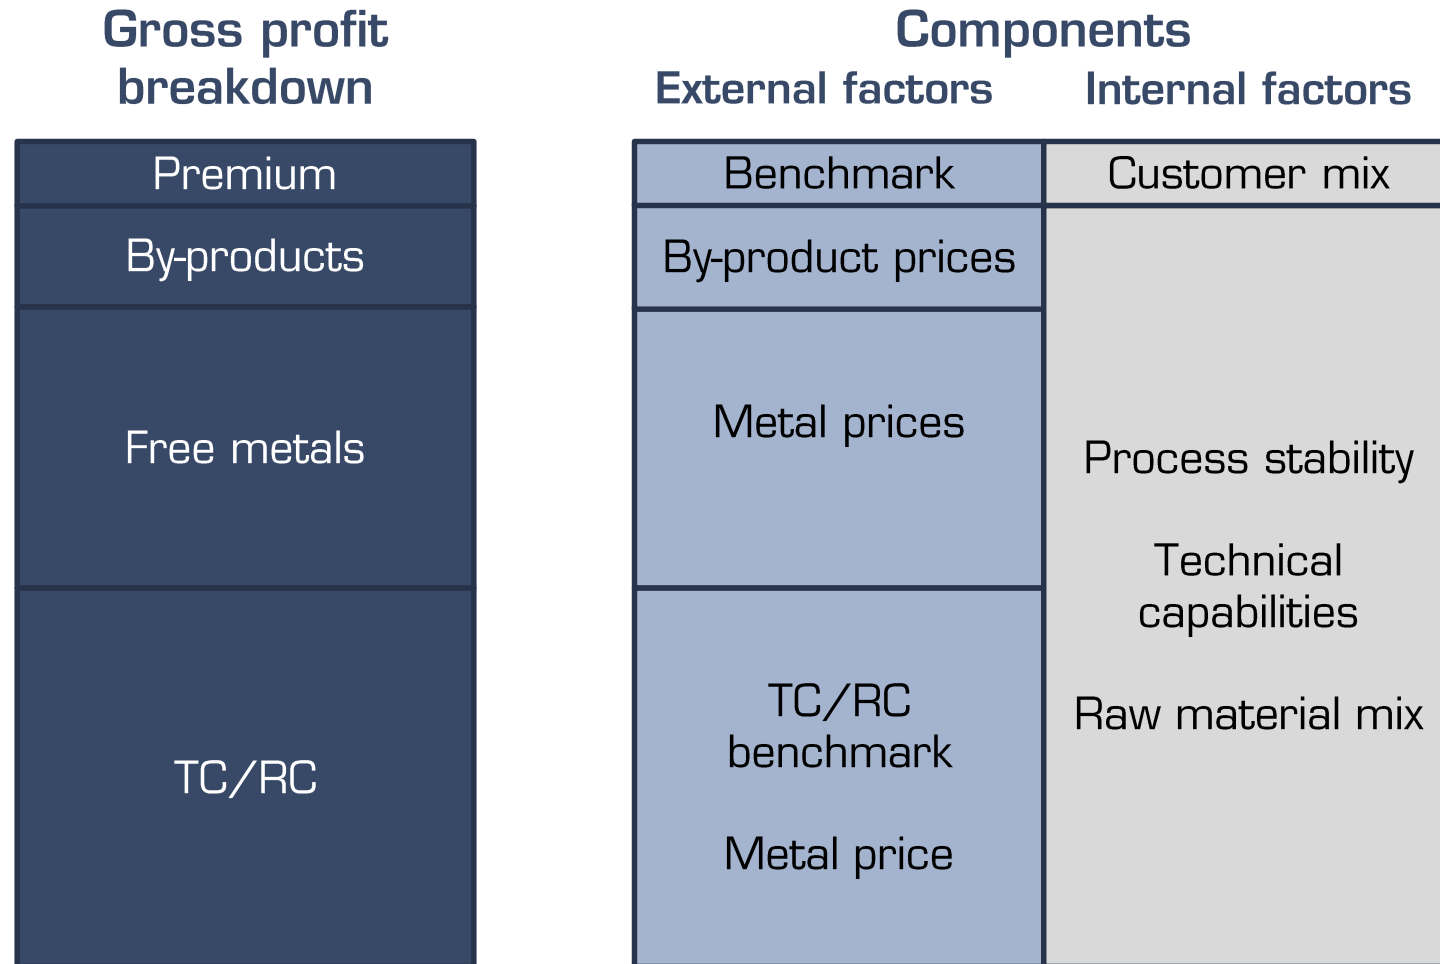 Gross profit
breakdown
Components
External factors
Internal factors
Premium
Benchmark
Customer mix
By-products
By-product prices
Free metals
Metal prices
Process stability
Technical
capabilities
Raw material mix
TC/RC
TC/RC
benchmark
Metal price